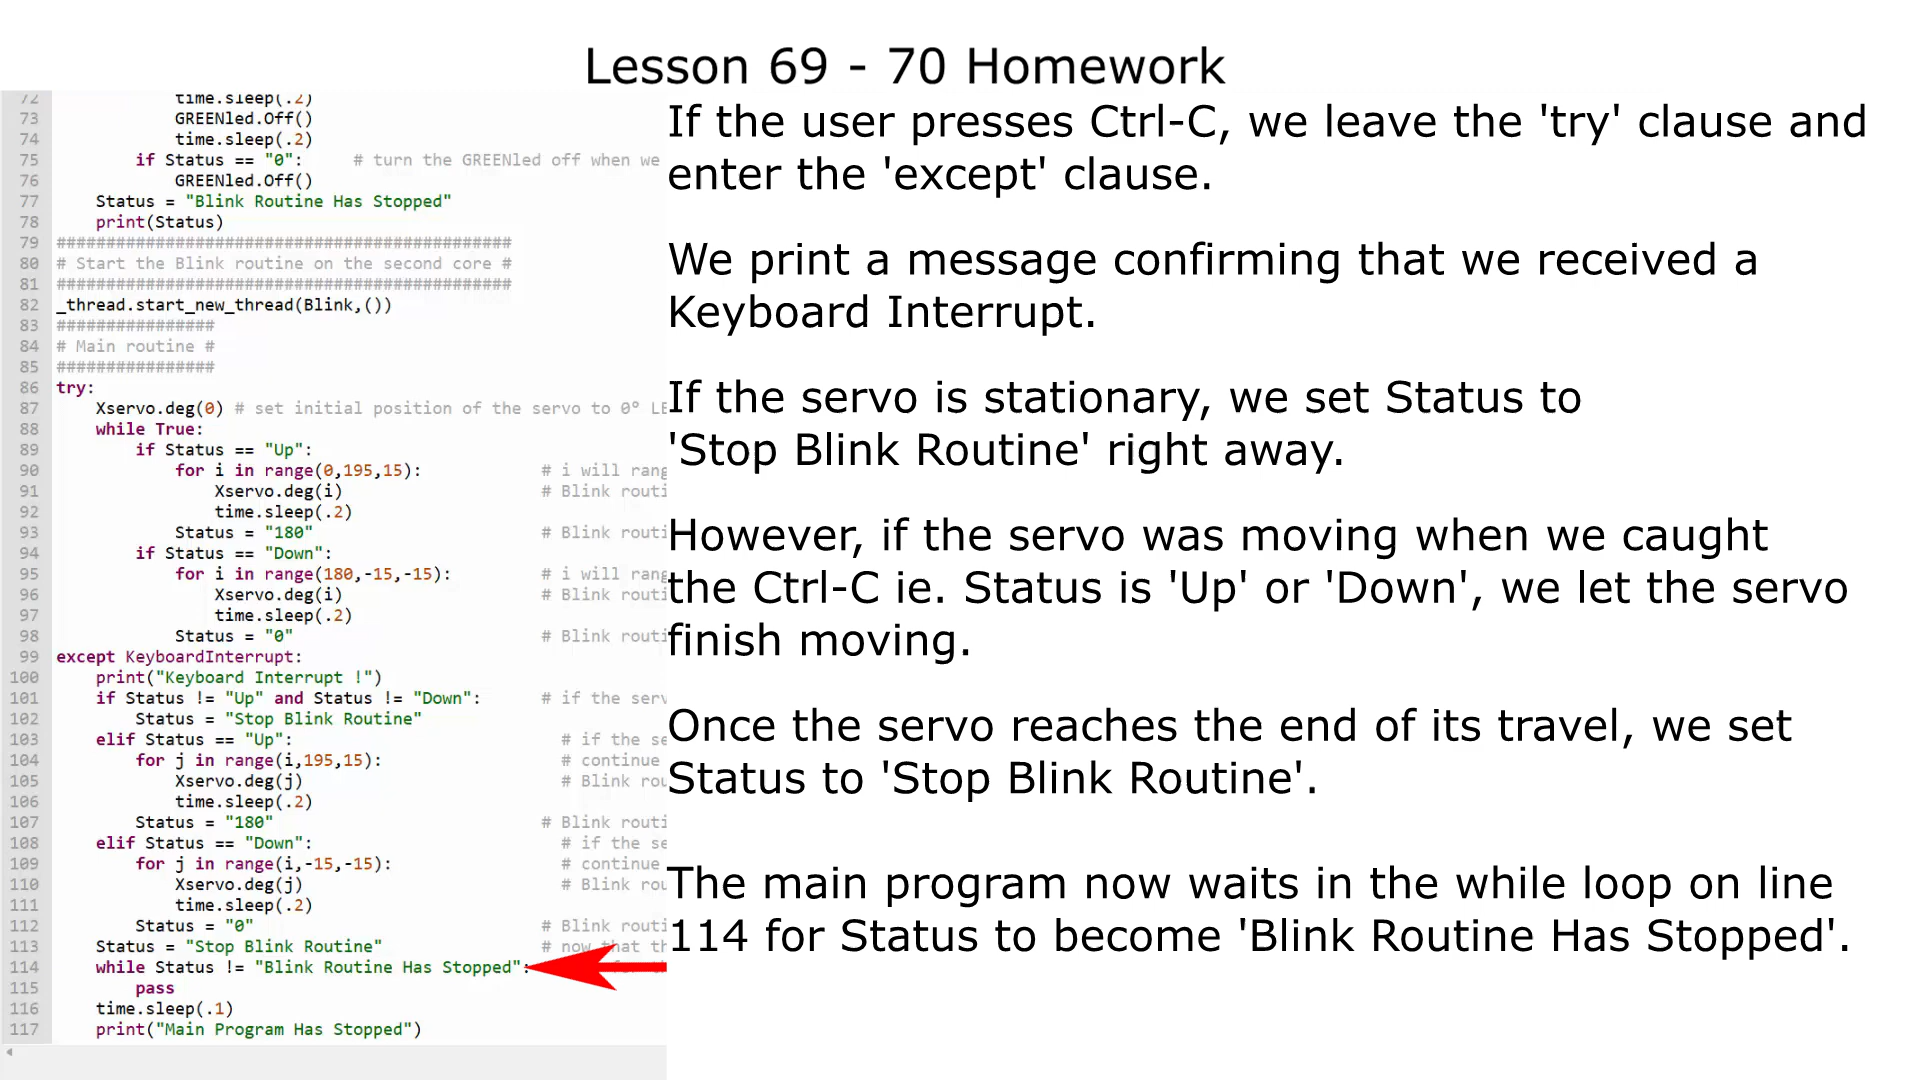 Lesson 69 - 70 Homework
72 time.sleep(.2)
73 GREENled.Off()
74 time.sleep(.2)
75 if Status == "0": # turn the GREENled off when we
76 GREENled.Off()
77 Status = "Blink Routine Has Stopped"
78 print(Status)
79 ##############################################
80 # Start the Blink routine on the second core #
81 ##############################################
82 _thread.start_new_thread(Blink,())
83 ################
84 # Main routine #
85 ################
86 try:
87 Xservo.deg(0) # set initial position of the servo to 0° LE
88 while True:
89 if Status == "Up":
90 for i in range(0,195,15): # i will rang
91 Xservo.deg(i) # Blink routi
92 time.sleep(.2)
93 Status = "180" # Blink routi
94 if Status == "Down":
95 for i in range(180,-15,-15): # i will rang
96 Xservo.deg(i) # Blink routi
97 time.sleep(.2)
98 Status = "0" # Blink routi
99 except KeyboardInterrupt:
100 print("Keyboard Interrupt !")
101 if Status != "Up" and Status != "Down": # if the serv
102 Status = "Stop Blink Routine"
103 elif Status == "Up": # if the se
104 for j in range(i,195,15): # continue
105 Xservo.deg(j) # Blink rou
106 time.sleep(.2)
107 Status = "180" # Blink routi
108 elif Status == "Down": # if the se
109 for j in range(i,-15,-15): # continue
110 Xservo.deg(j) # Blink rou
111 time.sleep(.2)
112 Status = "0" # Blink routi
113 Status = "Stop Blink Routine" # now that th
114 while Status != "Blink Routine Has Stopped":
115 pass
116 time.sleep(.1)
117 print("Main Program Has Stopped")
If the user presses Ctrl-C, we leave the 'try' clause and
enter the 'except' clause.
We print a message confirming that we received a
Keyboard Interrupt.
If the servo is stationary, we set Status to
'Stop Blink Routine' right away.
However, if the servo was moving when we caught
the Ctrl-C ie. Status is 'Up' or 'Down', we let the servo
finish moving.
Once the servo reaches the end of its travel, we set
Status to 'Stop Blink Routine'.
The main program now waits in the while loop on line
114 for Status to become 'Blink Routine Has Stopped'.